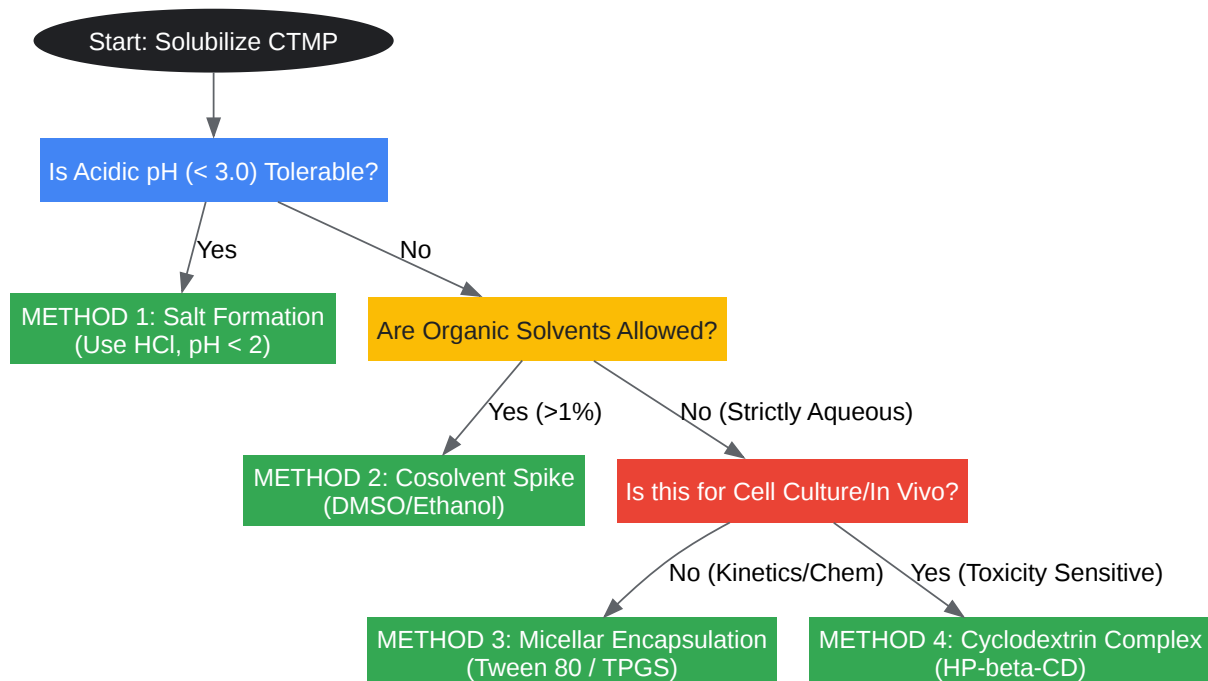 Start: Solubilize CTMP
Is Acidic pH (< 3.0) Tolerable?
Yes
No
METHOD 1: Salt Formation
(Use HCl, pH < 2)
Are Organic Solvents Allowed?
Yes (>1%)
No (Strictly Aqueous)
METHOD 2: Cosolvent Spike
(DMSO/Ethanol)
Is this for Cell Culture/In Vivo?
No (Kinetics/Chem)
Yes (Toxicity Sensitive)
METHOD 3: Micellar Encapsulation
(Tween 80 / TPGS)
METHOD 4: Cyclodextrin Complex
(HP-beta-CD)